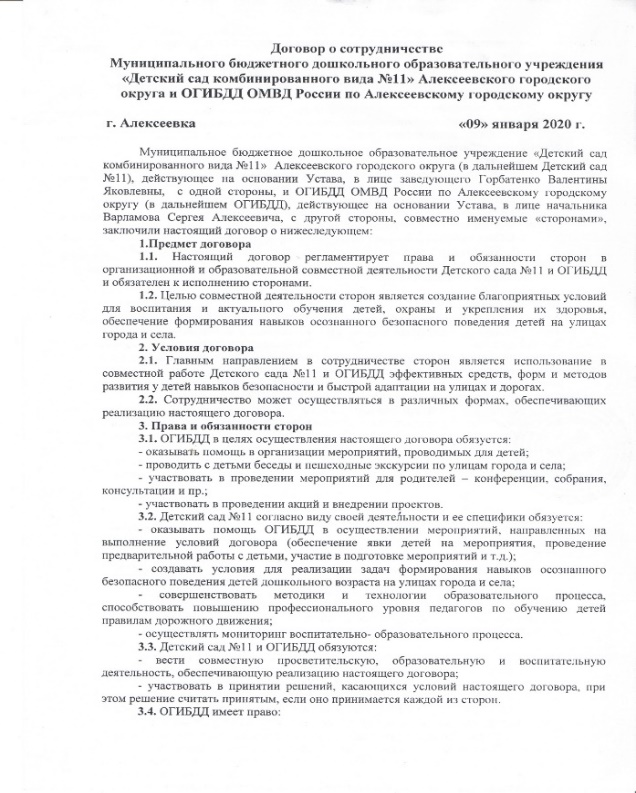 Договор о сотрудничестве
Муниципального бюджетного дошкольного образовательного учреждения
«Детский сад комбинированного вида №11» Алексеевского городского
округа и ОГИБДД ОМВД России по Алексеевскому городскому округу
г. Алексеевка «09» января 2020 г.
Муниципальное бюджетное дошкольное образовательное учреждение «Детский сад
комбинированного вида №11» Алексеевского городского округа (в дальнейшем Детский сад
№11), действующее на основании Устава, в лице заведующего Горбатенко Валентины
Яковлевны, с одной стороны, и ОГИБДД ОМВД России по Алексеевскому городскому
округу (в дальнейшем ОГИБДД), действующее на основании Устава, в лице начальника
Варламова Сергея Алексеевича, с другой стороны, совместно именуемые «сторонами»,
заключили настоящий договор о нижеследующем:
1.Предмет договора
1.1. Настоящий договор регламентирует права и обязанности сторон в
организационной и образовательной совместной деятельности Детского сада №11 и ОГИБДД
и обязателен к исполнению сторонами.
1.2. Целью совместной деятельности сторон является создание благоприятных условий
для воспитания и актуального обучения детей, охраны и укрепления их здоровья,
обеспечение формирования навыков осознанного безопасного поведения детей на улицах
города и села.
2. Условия договора
2.1. Главным направлением в сотрудничестве сторон является использование в
совместной работе Детского сада №11 и ОГИБДД эффективных средств, форм и методов
развития у детей навыков безопасности и быстрой адаптации на улицах и дорогах.
2.2. Сотрудничество может осуществляться в различных формах, обеспечивающих
реализацию настоящего договора.
3. Права и обязанности сторон
3.1. ОГИБДД в целях осуществления настоящего договора обязуется:
- оказывать помощь в организации мероприятий, проводимых для детей;
- проводить с детьми беседы и пешеходные экскурсии по улицам города и села;
- участвовать в проведении мероприятий для родителей – конференции, собрания,
консультации и пр.;
- участвовать в проведении акций и внедрении проектов.
3.2. Детский сад №11 согласно виду своей деятельности и ее специфики обязуется:
- оказывать помощь ОГИБДД в осуществлении мероприятий, направленных на
выполнение условий договора (обеспечение явки детей на мероприятия, проведение
предварительной работы с детьми, участие в подготовке мероприятий и т.д.);
- создавать условия для реализации задач формирования навыков осознанного
безопасного поведения детей дошкольного возраста на улицах города и села;
- совершенствовать методики и технологии образовательного процесса,
способствовать повышению профессионального уровня педагогов по обучению детей
правилам дорожного движения;
- осуществлять мониторинг воспитательно- образовательного процесса.
3.3. Детский сад №11 и ОГИБДД обязуются:
- вести совместную просветительскую, образовательную и воспитательную
деятельность, обеспечивающую реализацию настоящего договора;
- участвовать в принятии решений, касающихся условий настоящего договора, при
этом решение считать принятым, если оно принимается каждой из сторон.
3.4. ОГИБДД имеет право: